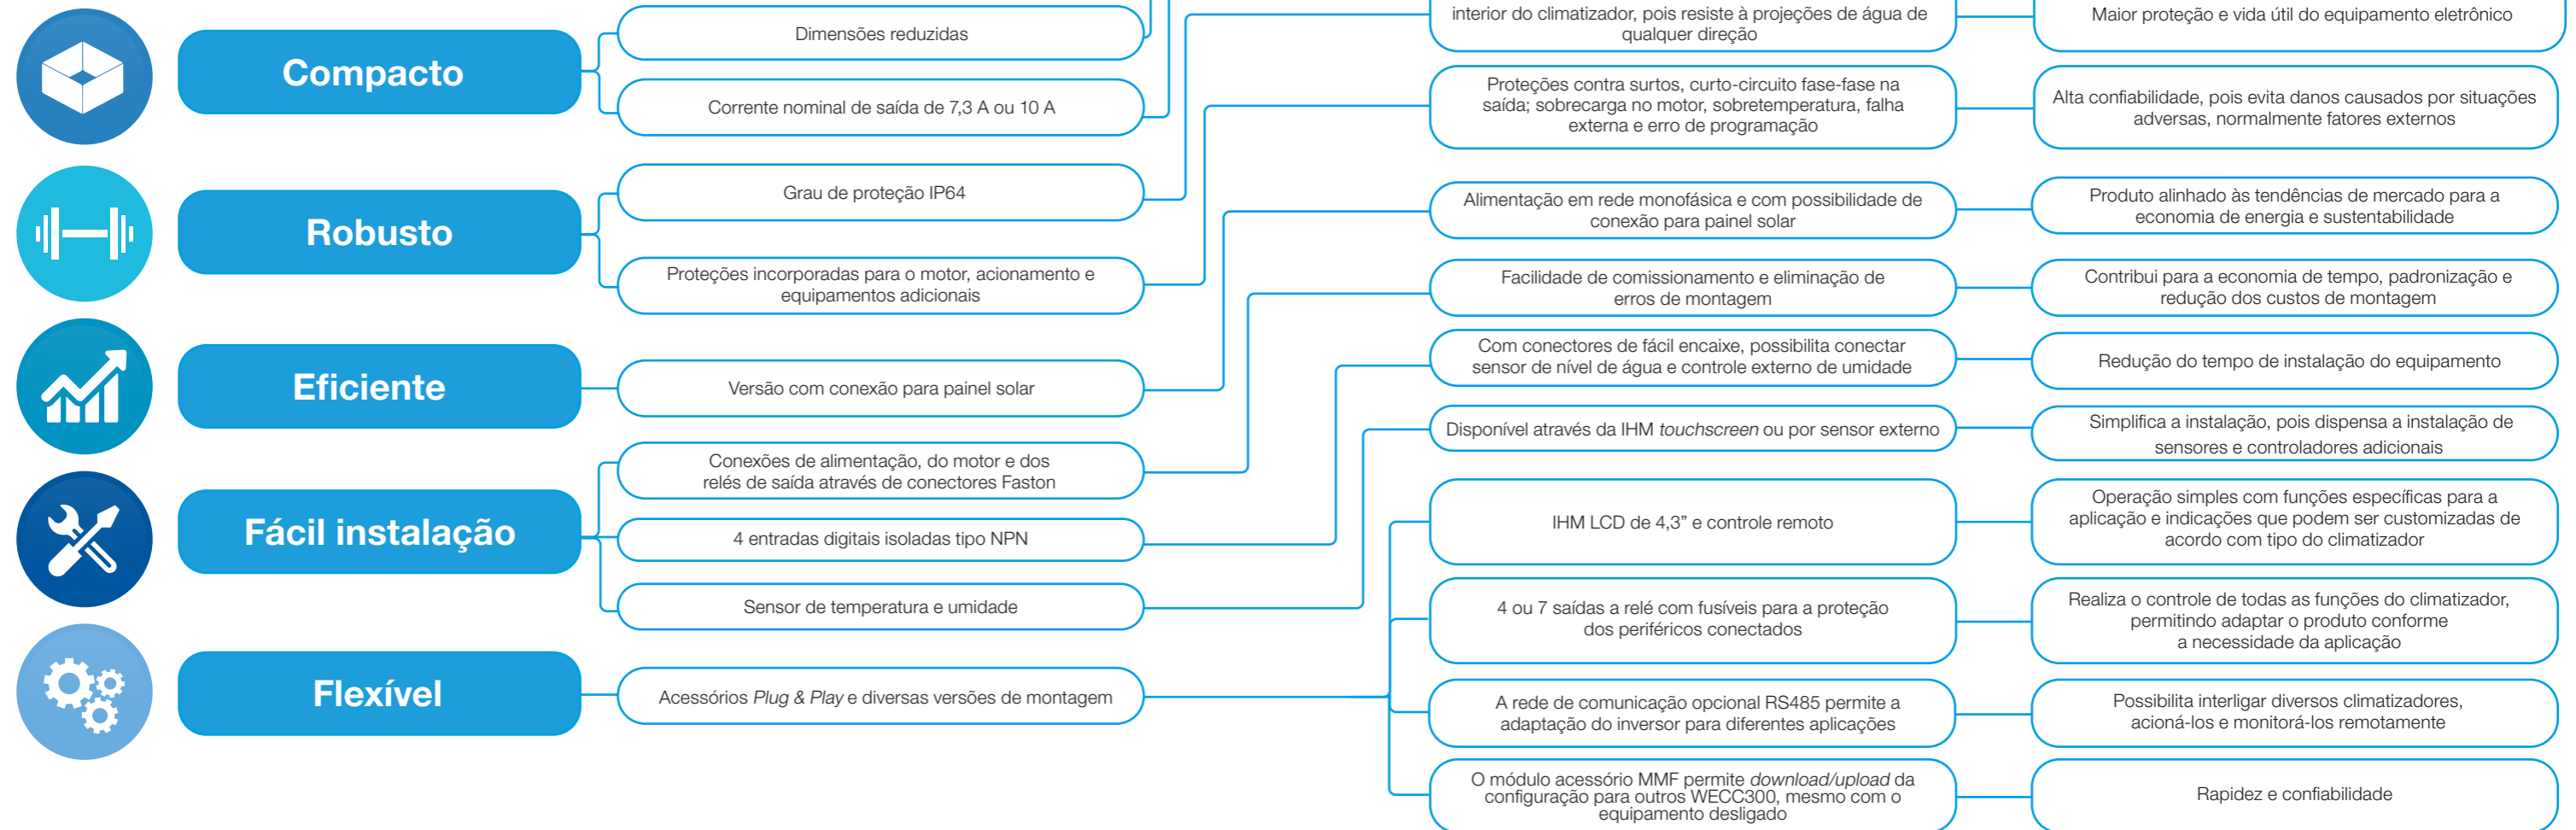 Compacto
Dimensões reduzidas
Corrente nominal de saída de 7,3 A ou 10 A
interior do climatizador, pois resiste à projeções de água de
qualquer direção
Maior proteção e vida útil do equipamento eletrônico
Proteções contra surtos, curto-circuito fase-fase na
saída; sobrecarga no motor, sobretemperatura, falha
externa e erro de programação
Alta confiabilidade, pois evita danos causados por situações
adversas, normalmente fatores externos
Robusto
Grau de proteção IP64
Proteções incorporadas para o motor, acionamento e
equipamentos adicionais
Alimentação em rede monofásica e com possibilidade de
conexão para painel solar
Produto alinhado às tendências de mercado para a
economia de energia e sustentabilidade
Facilidade de comissionamento e eliminação de
erros de montagem
Contribui para a economia de tempo, padronização e
redução dos custos de montagem
Eficiente
Versão com conexão para painel solar
Com conectores de fácil encaixe, possibilita conectar
sensor de nível de água e controle externo de umidade
Redução do tempo de instalação do equipamento
Disponível através da IHM touchscreen ou por sensor externo
Simplifica a instalação, pois dispensa a instalação de
sensores e controladores adicionais
Fácil instalação
Conexões de alimentação, do motor e dos
relés de saída através de conectores Faston
4 entradas digitais isoladas tipo NPN
Sensor de temperatura e umidade
IHM LCD de 4,3” e controle remoto
Operação simples com funções específicas para a
aplicação e indicações que podem ser customizadas de
acordo com tipo do climatizador
4 ou 7 saídas a relé com fusíveis para a proteção
dos periféricos conectados
Realiza o controle de todas as funções do climatizador,
permitindo adaptar o produto conforme
a necessidade da aplicação
Flexível
Acessórios Plug & Play e diversas versões de montagem
A rede de comunicação opcional RS485 permite a
adaptação do inversor para diferentes aplicações
Possibilita interligar diversos climatizadores,
acioná-los e monitorá-los remotamente
O módulo acessório MMF permite download/upload da
configuração para outros WECC300, mesmo com o
equipamento desligado
Rapidez e confiabilidade